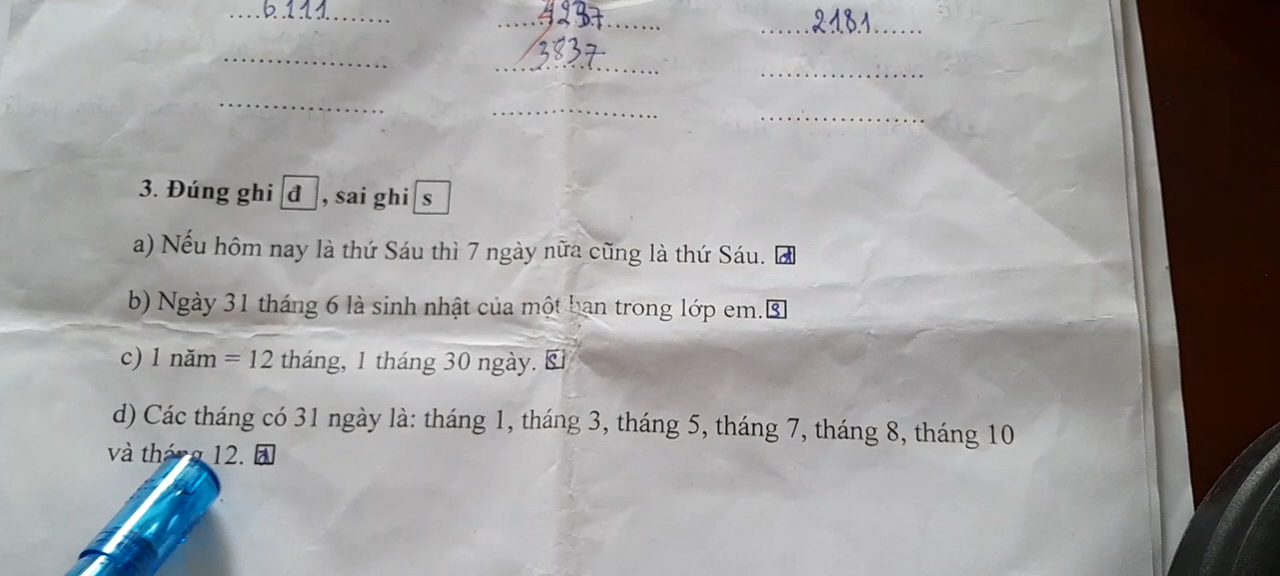 6.111 4237 2181
3837
3. Đúng ghi đ , sai ghi s
a) Nếu hôm nay là thứ Sáu thì 7 ngày nữa cũng là thứ Sáu. đ
b) Ngày 31 tháng 6 là sinh nhật của một bạn trong lớp em. s
c) 1 năm = 12 tháng, 1 tháng 30 ngày. s
d) Các tháng có 31 ngày là: tháng 1, tháng 3, tháng 5, tháng 7, tháng 8, tháng 10
và tháng 12. đ